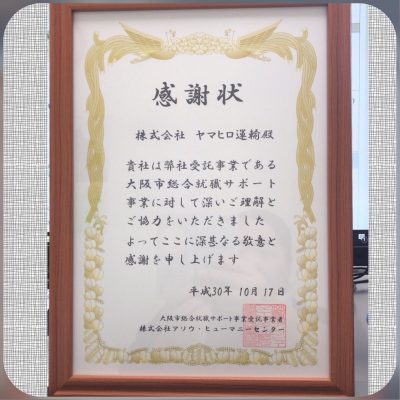 感謝状
株式会社 ヤマヒロ運輸殿
貴社は弊社受託事業である
大阪市総合就職サポート
事業に対して深いご理解と
ご協力をいただきました
よってここに深甚なる敬意と
感謝を申し上げます
平成30年10月17日
大阪市総合就職サポート事業受託事業者
株式会社アソウ・ヒューマニーセンター